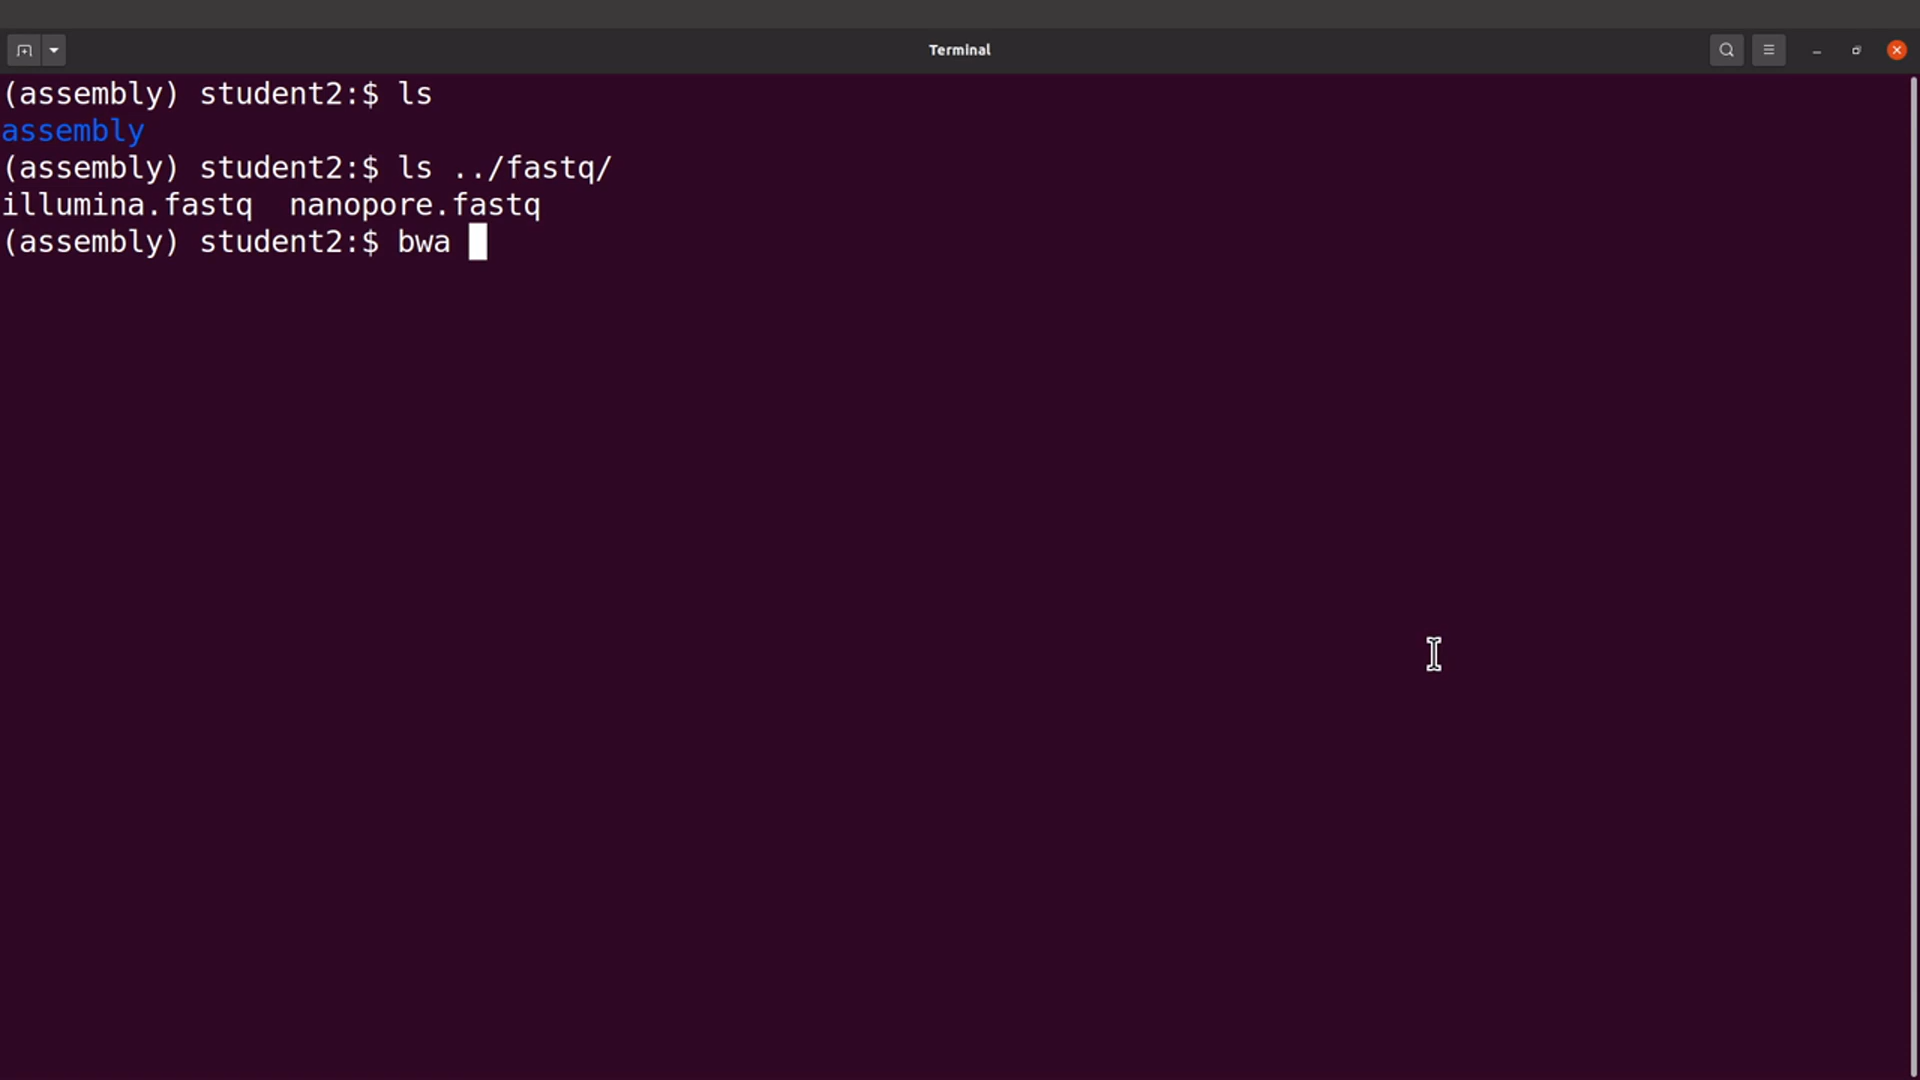 Terminal
(assembly) student2:$ ls
assembly
(assembly) student2:$ ls ../fastq/
illumina.fastq  nanopore.fastq
(assembly) student2:$ bwa